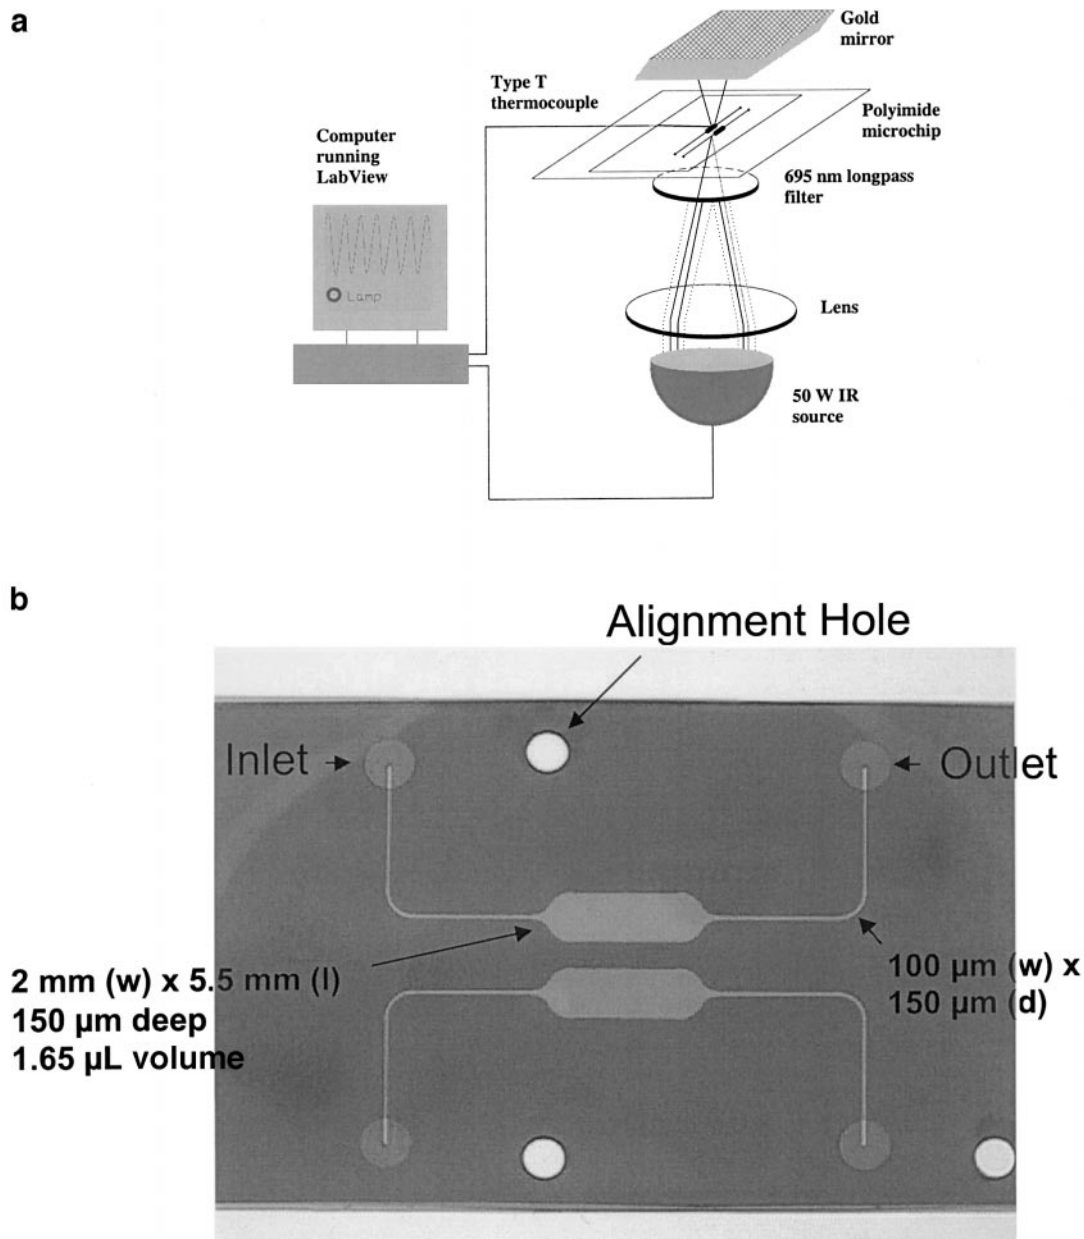 a
Gold
mirror
Type T
thermocouple
Polyimide
microchip
Computer
running
LabView
695 nm longpass
filter
Lamp
Lens
50 W IR
source
b
Alignment Hole
Inlet
Outlet
2 mm (w) x 5.5 mm (l)
150 µm deep
1.65 µL volume
100 µm (w) x
150 µm (d)